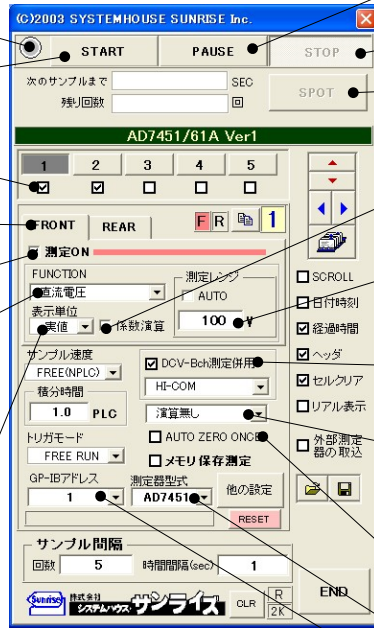 (C)2003 SYSTEMHOUSE SUNRISE Inc.
START PAUSE STOP
次のサンプルまで SEC
残り回数 回
SPOT
AD7451/61A Ver1
1 2 3 4 5
FRONT REAR F R 1
測定ON
FUNCTION
直流電圧
表示単位
実値 係数演算
測定レンジ
AUTO
100 V
SCROLL
日付時刻
経過時間
ヘッダ
セルクリア
リアル表示
外部測定器の取込
サンプル速度
FREE(NPLC)
積分時間
1.0 PLC
トリガモード
FREE RUN
DCV-Bch測定併用
HI-COM
演算無し
AUTO ZERO ONCE
メモリ保存測定
GP-IBアドレス
1
測定器型式
AD7451
他の設定
RESET
サンプル間隔
回数 5 時間間隔(sec) 1
Sunrise 株式会社 システムハウス サンライズ
CLR R 2K END